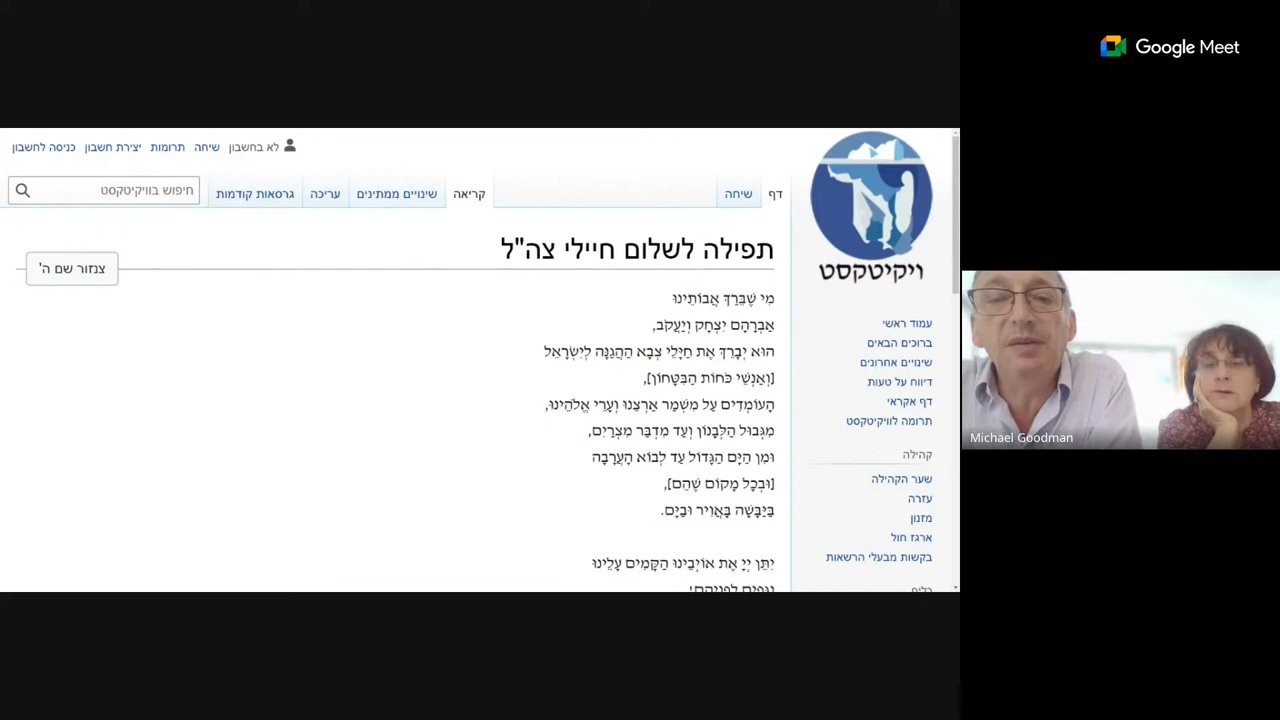 Google Meet
לא בחשבון
שיחה
תרומות
יצירת חשבון
כניסה לחשבון
דף
שיחה
קריאה
שינויים ממתינים
עריכה
גרסאות קודמות
חיפוש בוויקיטקסט
ויקיטקסט
תפילה לשלום חיילי צה"ל
צנזור שם ה'
מִי שֶׁבֵּרַךְ אֲבוֹתֵינוּ
אַבְרָהָם יִצְחָק וְיַעֲקֹב,
הוּא יְבָרֵךְ אֶת חַיָּלֵי צְבָא הַהֲגַנָּה לְיִשְׂרָאֵל
[וְאַנְשֵׁי כֹּחוֹת הַבִּטָּחוֹן],
הָעוֹמְדִים עַל מִשְׁמַר אַרְצֵנוּ וְעָרֵי אֱלֹהֵינוּ,
מִגְּבוּל הַלְּבָנוֹן וְעַד מִדְבַּר מִצְרַיִם,
וּמִן הַיָּם הַגָּדוֹל עַד לְבוֹא הָעֲרָבָה
[וּבְכָל מָקוֹם שֶׁהֵם],
בַּיַּבָּשָׁה בָּאֲוִיר וּבַיָּם.
יִתֵּן יְיָ אֶת אוֹיְבֵינוּ הַקָּמִים עָלֵינוּ
נִגָּפִים לִפְנֵיהֶם!
עמוד ראשי
ברוכים הבאים
שינויים אחרונים
דיווח על טעות
דף אקראי
תרומה לוויקיטקסט
קהילה
שער הקהילה
עזרה
מזנון
ארגז חול
בקשות מבעלי הרשאות
כלים
Michael Goodman